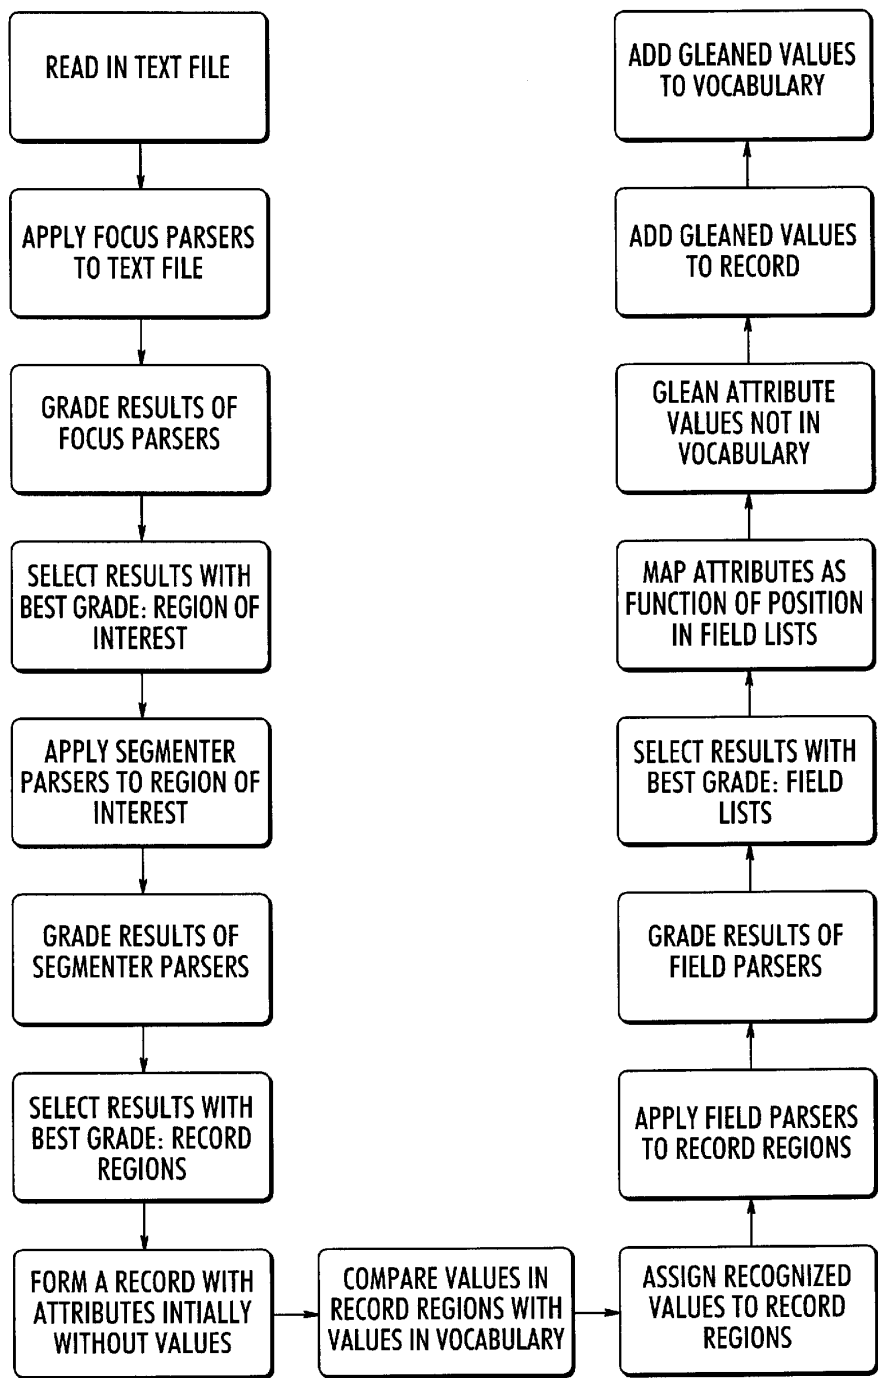 READ IN TEXT FILE
APPLY FOCUS PARSERS
TO TEXT FILE
GRADE RESULTS OF
FOCUS PARSERS
SELECT RESULTS WITH
BEST GRADE: REGION OF
INTEREST
APPLY SEGMENTER
PARSERS TO REGION OF
INTEREST
GRADE RESULTS OF
SEGMENTER PARSERS
SELECT RESULTS WITH
BEST GRADE: RECORD
REGIONS
FORM A RECORD WITH
ATTRIBUTES INTIALLY
WITHOUT VALUES
COMPARE VALUES IN
RECORD REGIONS WITH
VALUES IN VOCABULARY
ASSIGN RECOGNIZED
VALUES TO RECORD
REGIONS
APPLY FIELD PARSERS
TO RECORD REGIONS
GRADE RESULTS OF
FIELD PARSERS
SELECT RESULTS WITH
BEST GRADE: FIELD
LISTS
MAP ATTRIBUTES AS
FUNCTION OF POSITION
IN FIELD LISTS
GLEAN ATTRIBUTE
VALUES NOT IN
VOCABULARY
ADD GLEANED VALUES
TO RECORD
ADD GLEANED VALUES
TO VOCABULARY